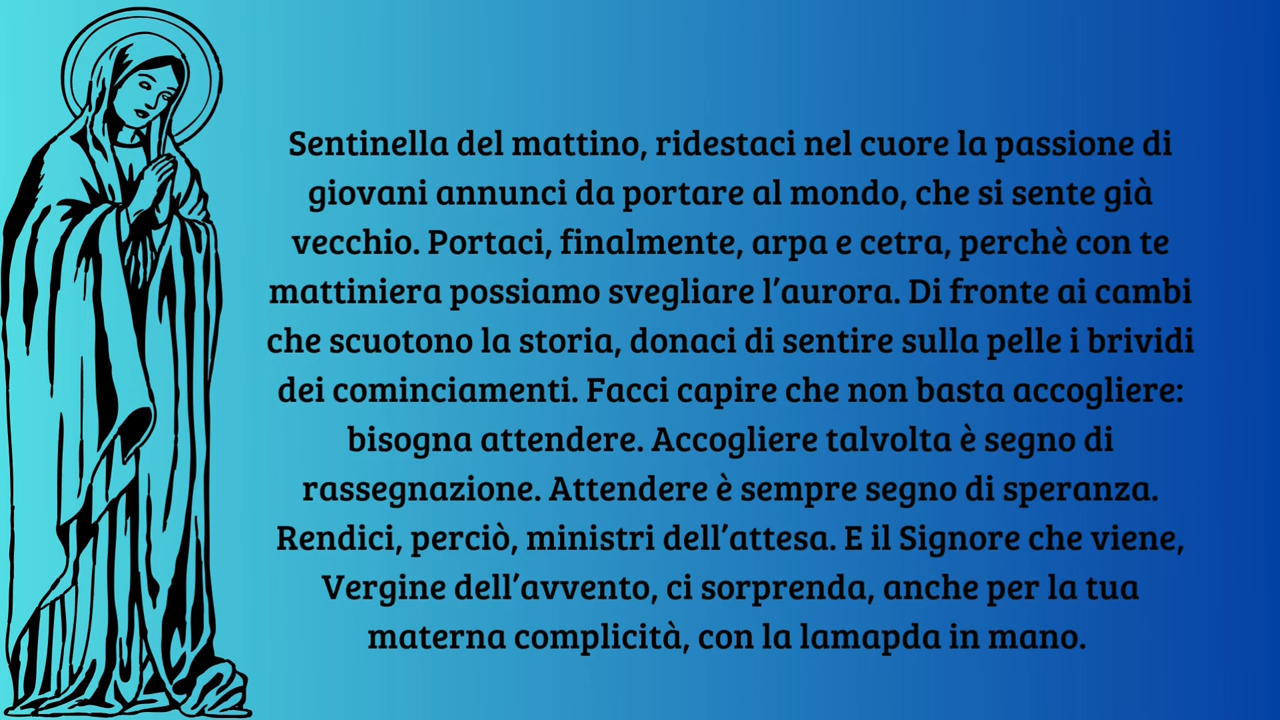 Sentinella del mattino, ridestaci nel cuore la passione di
giovani annunci da portare al mondo, che si sente già
vecchio. Portaci, finalmente, arpa e cetra, perchè con te
mattiniera possiamo svegliare l’aurora. Di fronte ai cambi
che scuotono la storia, donaci di sentire sulla pelle i brividi
dei cominciamenti. Facci capire che non basta accogliere:
bisogna attendere. Accogliere talvolta è segno di
rassegnazione. Attendere è sempre segno di speranza.
Rendici, perciò, ministri dell’attesa. E il Signore che viene,
Vergine dell’avvento, ci sorprenda, anche per la tua
materna complicità, con la lamapda in mano.